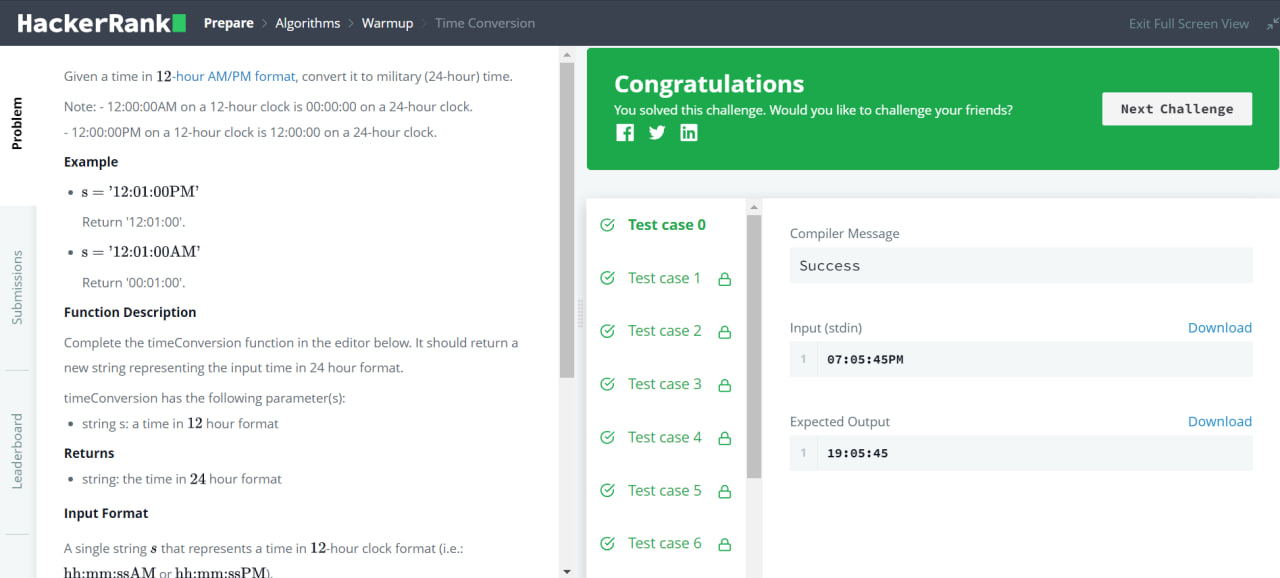 HackerRank
Prepare > Algorithms > Warmup > Time Conversion
Exit Full Screen View
Problem
Submissions
Leaderboard
Given a time in 12-hour AM/PM format, convert it to military (24-hour) time.
Note: - 12:00:00AM on a 12-hour clock is 00:00:00 on a 24-hour clock.
- 12:00:00PM on a 12-hour clock is 12:00:00 on a 24-hour clock.
Example
• s = '12:01:00PM'
Return '12:01:00'.
• s = '12:01:00AM'
Return '00:01:00'.
Function Description
Complete the timeConversion function in the editor below. It should return a
new string representing the input time in 24 hour format.
timeConversion has the following parameter(s):
• string s: a time in 12 hour format
Returns
• string: the time in 24 hour format
Input Format
A single string s that represents a time in 12-hour clock format (i.e.:
hh:mm:ssAM or hh:mm:ssPM).
Congratulations
You solved this challenge. Would you like to challenge your friends?
Next Challenge
Test case 0
Test case 1
Test case 2
Test case 3
Test case 4
Test case 5
Test case 6
Compiler Message
Success
Input (stdin)
Download
1 07:05:45PM
Expected Output
Download
1 19:05:45